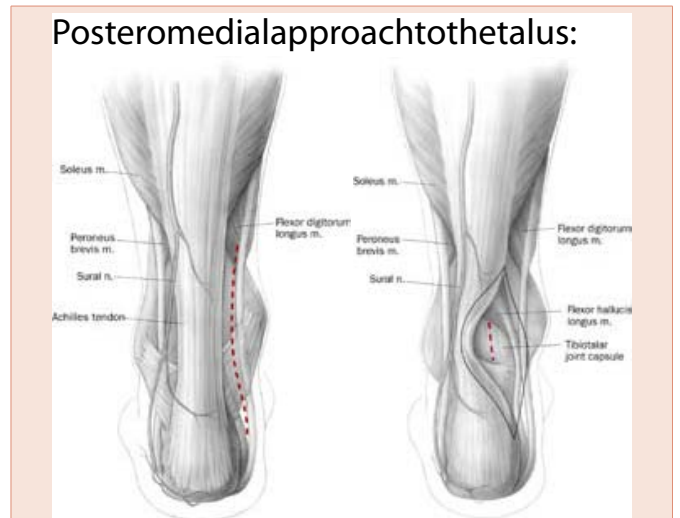 Posteromedialapproachtothetalus:
Soleus m.
Peroneus
brevis m.
Sural n.
Achilles tendon
Flexor digitorum
longus m.
Soleus m.
Peroneus
brevis m.
Sural n.
Flexor digitorum
longus m.
Flexor hallucis
longus m.
Tibiotalar
joint capsule